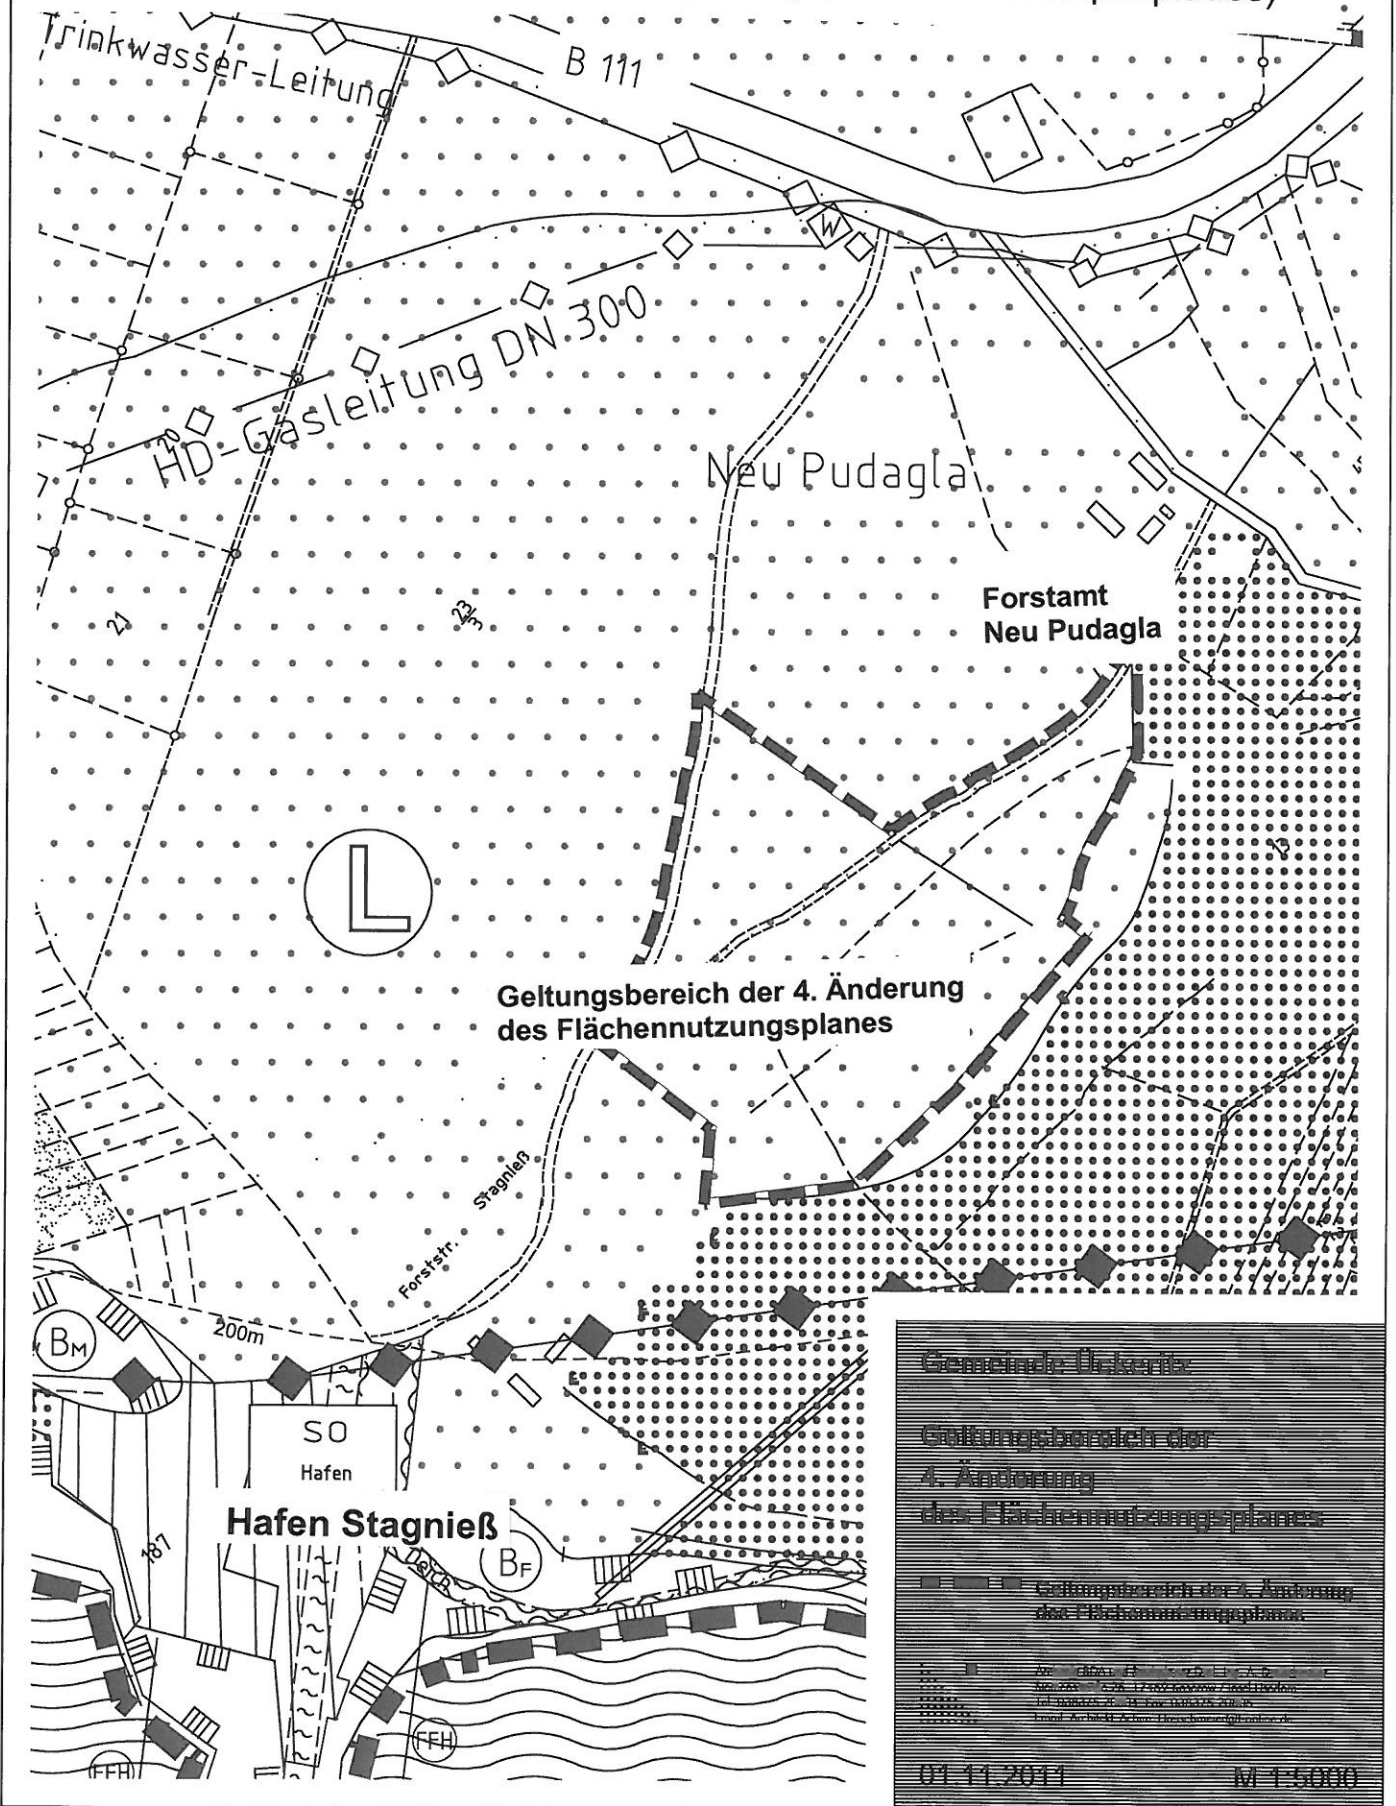 Trinkwasser-Leitung
B 111
W
HD-Gasleitung DN 300
20
Neu Pudagla
Forstamt
Neu Pudagla
21
23/3
L
Geltungsbereich der 4. Änderung
des Flächennutzungsplanes
Stagnieß
Forststr.
200m
BM
SO
Hafen
Hafen Stagnieß
187
Deich
BF
FFH
FFH
Gemeinde Ückeritz
Geltungsbereich der
4. Änderung
des Flächennutzungsplanes
Geltungsbereich der 4. Änderung
des Flächennutzungsplanes
01.11.2011
M 1:5000